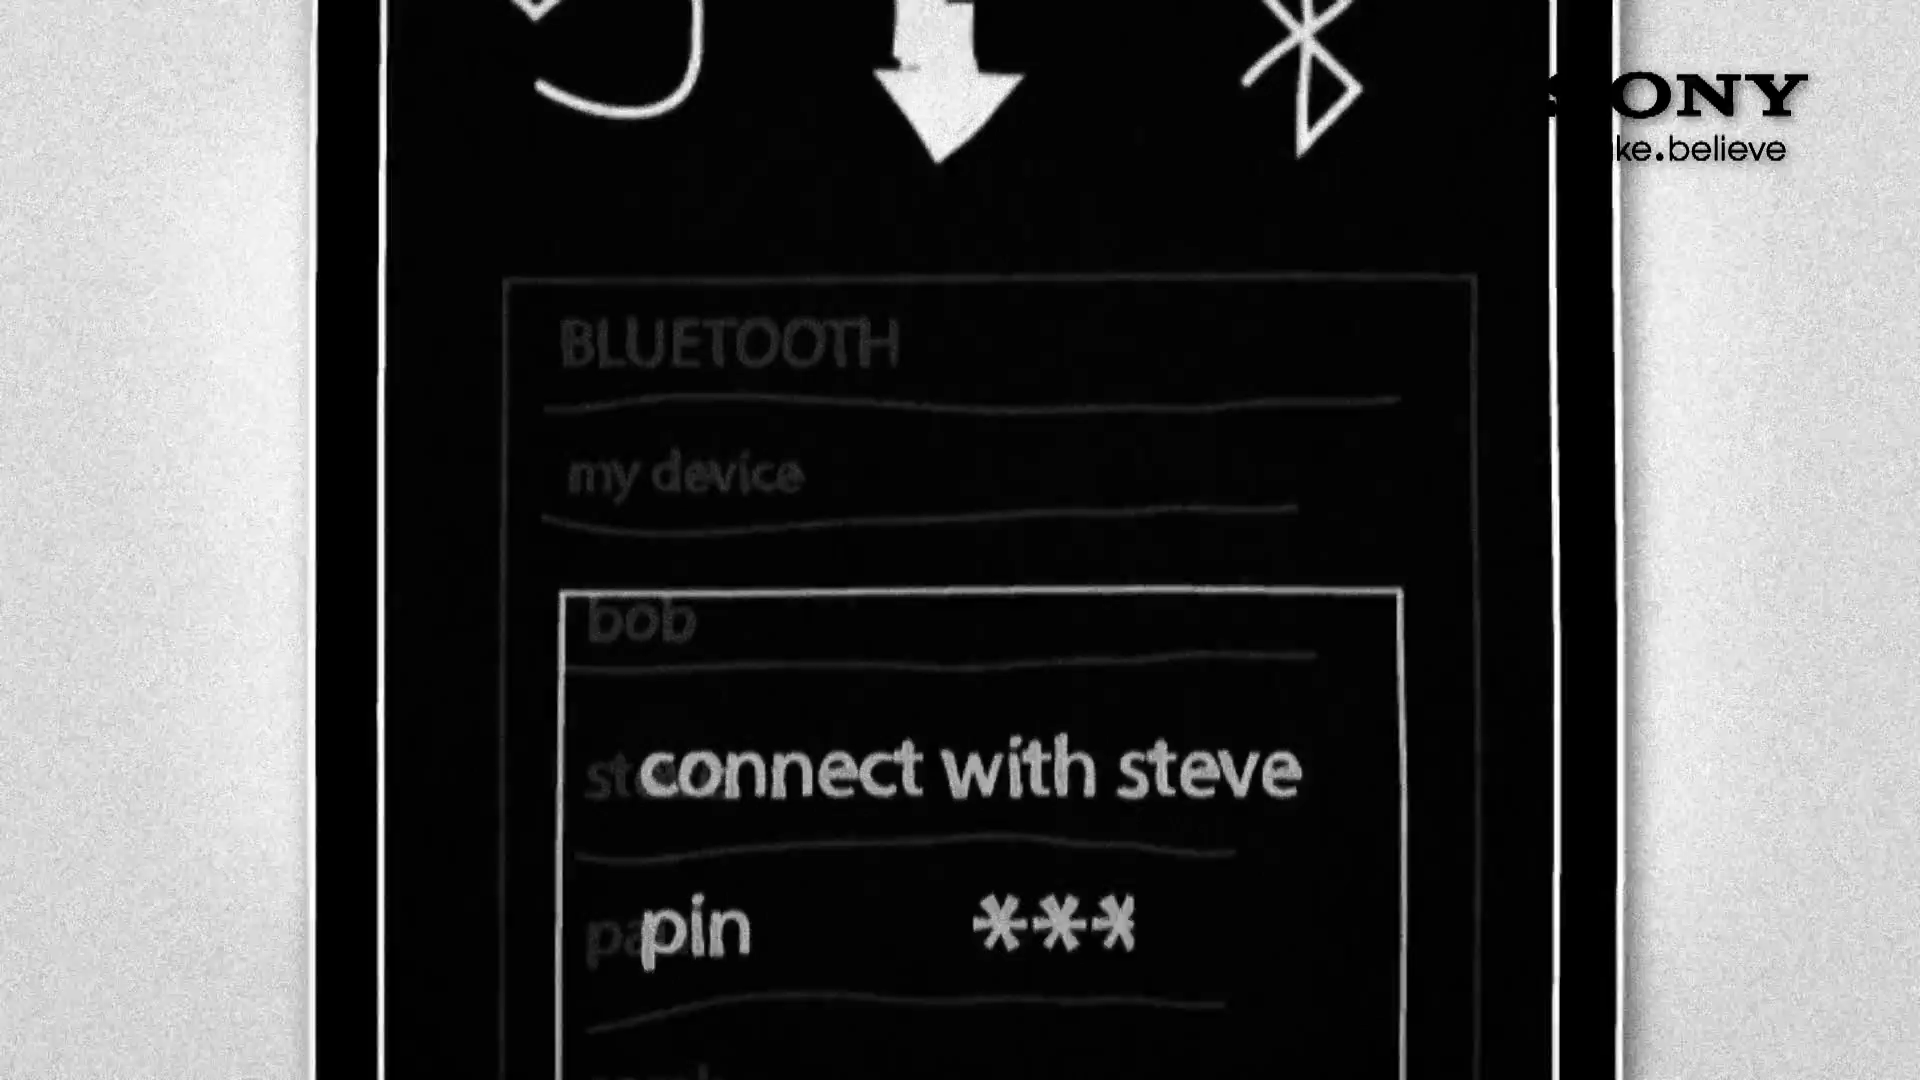 SONY
ke.believe
BLUETOOTH
my device
bob
connect with steve
pin ***